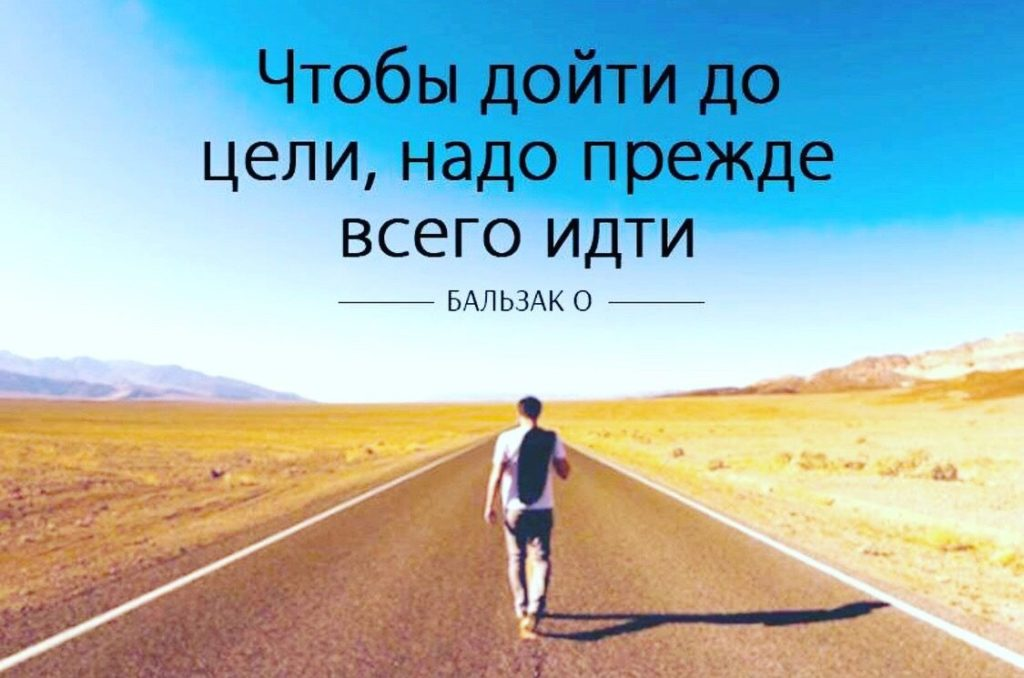 Чтобы дойти до
цели, надо прежде
всего идти
БАЛЬЗАК О